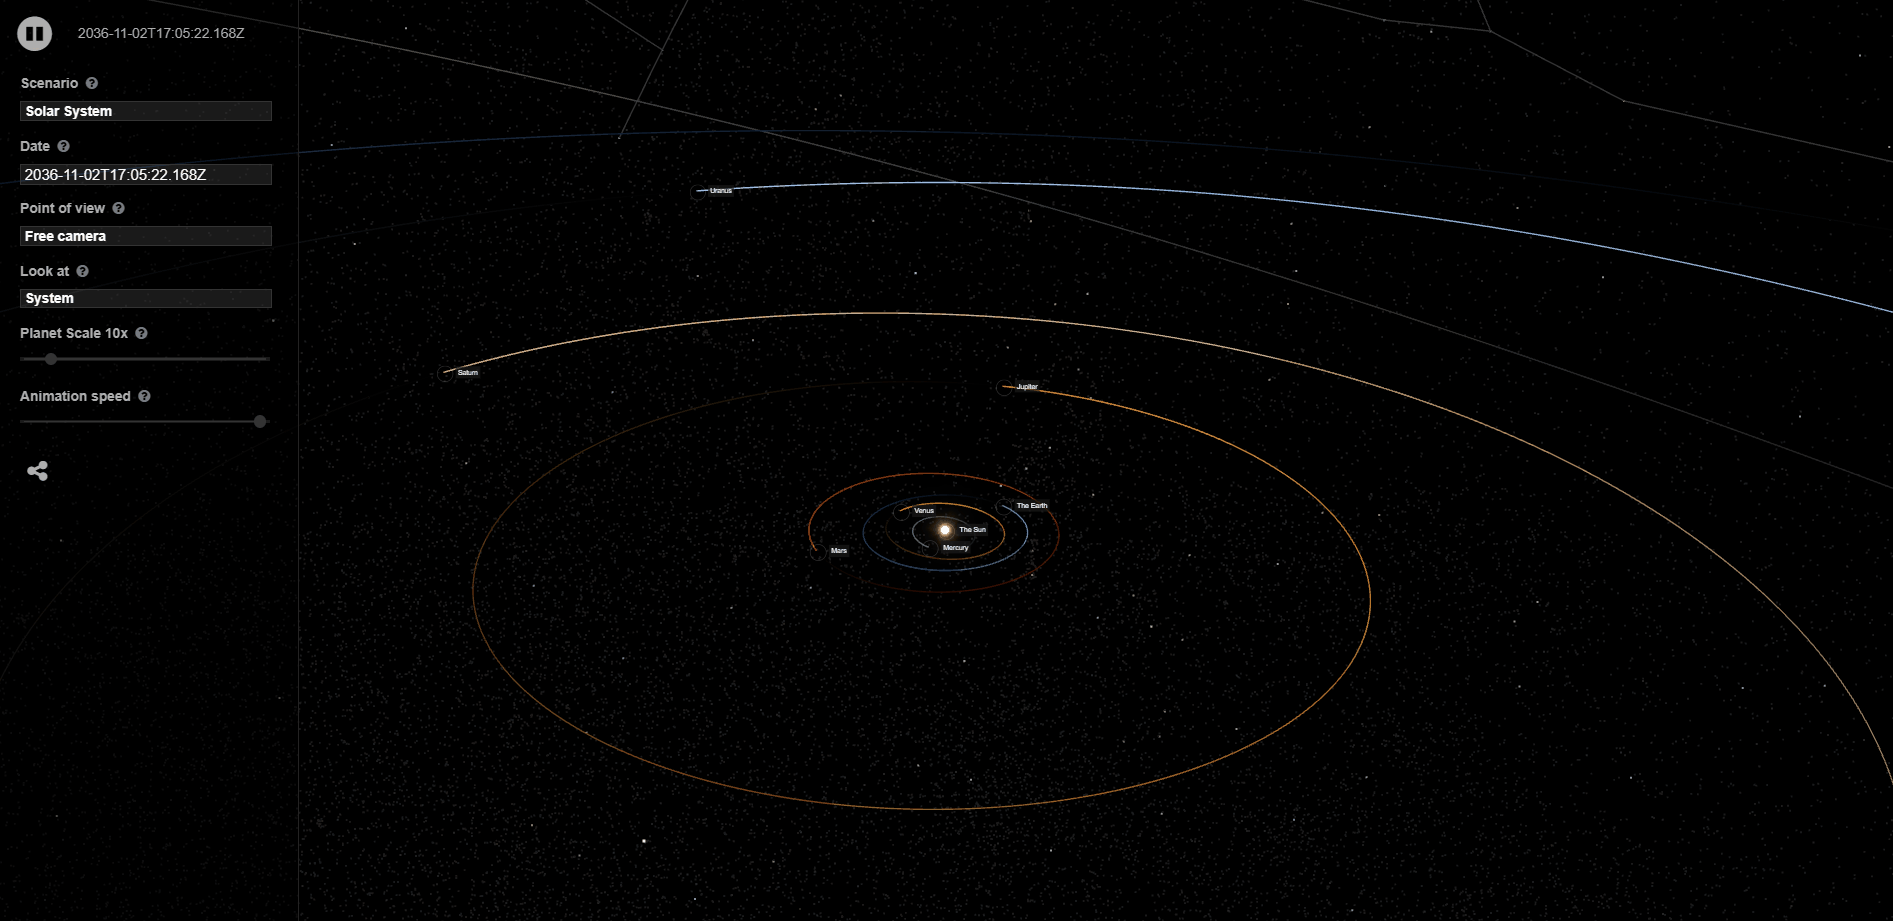 2036-11-02T17:05:22.168Z
Scenario ?
Solar System
Date ?
2036-11-02T17:05:22.168Z
Point of view ?
Free camera
Look at ?
System
Planet Scale 10x ?
Animation speed ?
Uranus
Saturn
Jupiter
The Earth
Venus
The Sun
Mercury
Mars